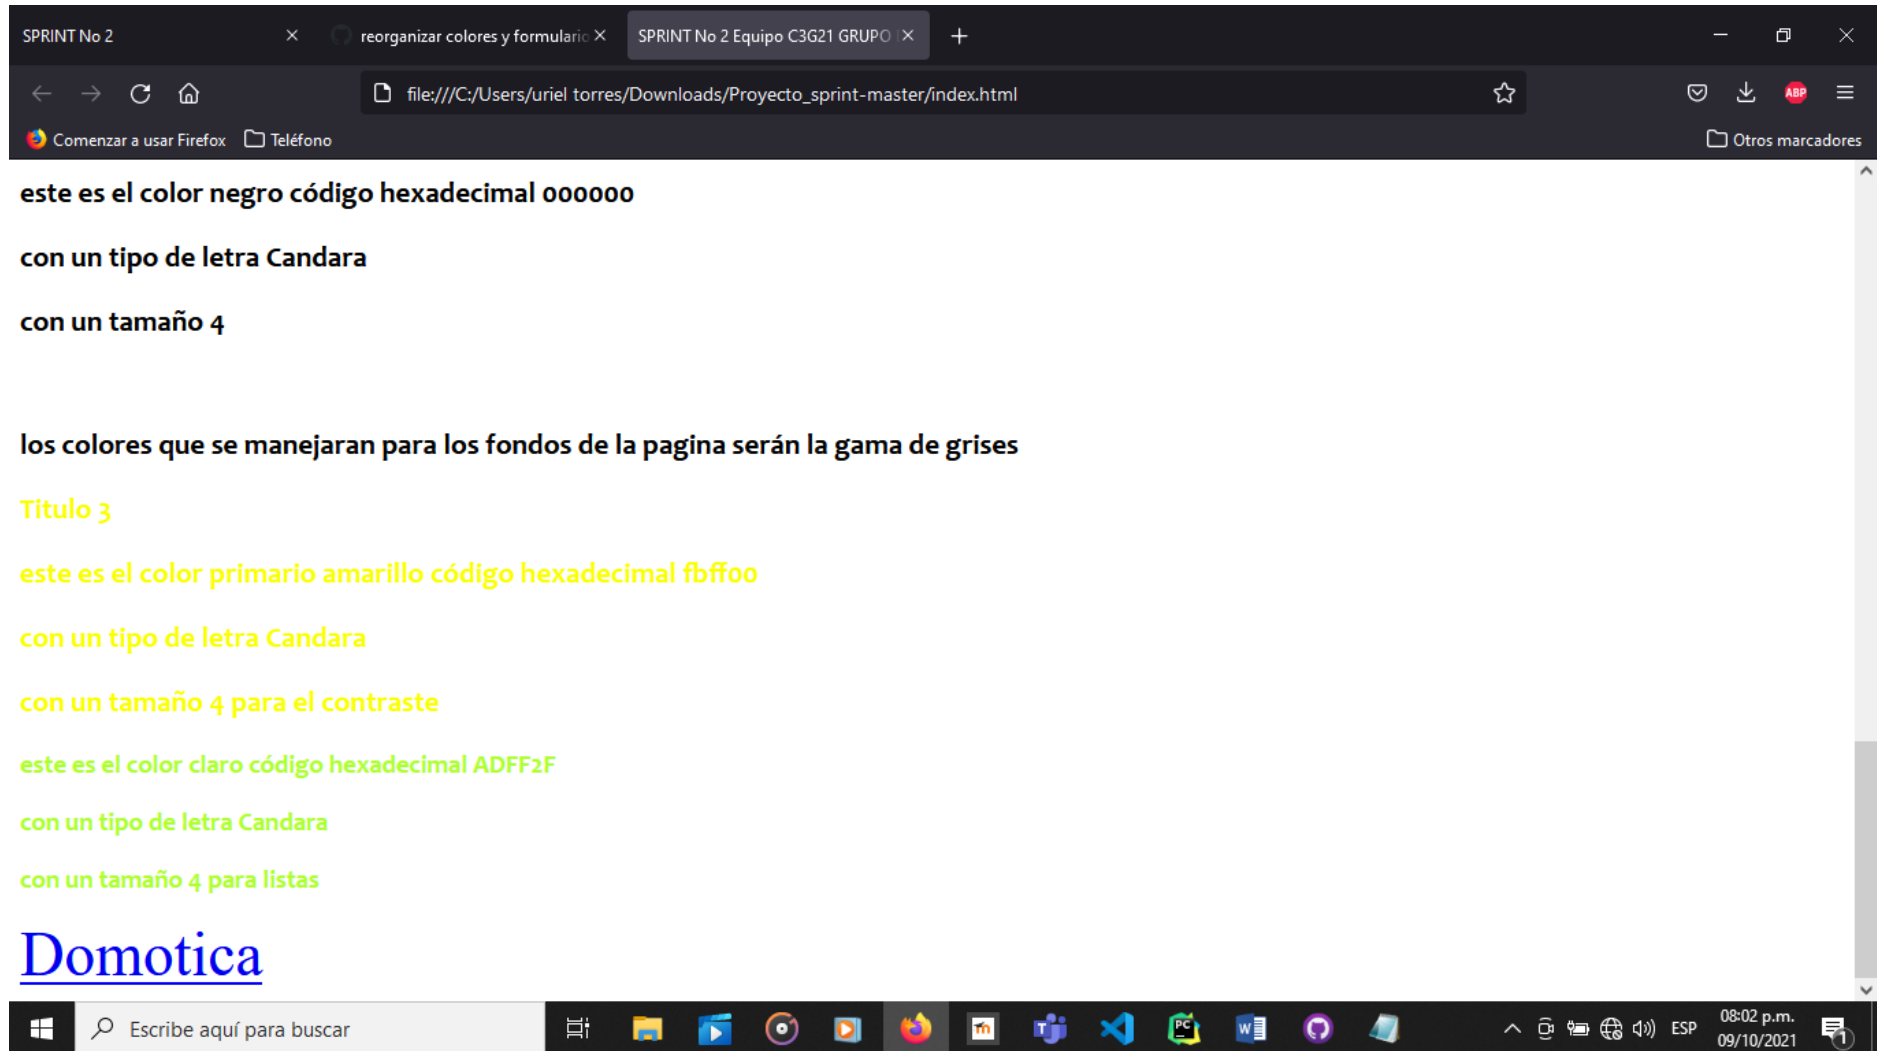 SPRINT No 2
reorganizar colores y formulario
SPRINT No 2 Equipo C3G21 GRUPO
file:///C:/Users/uriel torres/Downloads/Proyecto_sprint-master/index.html
ABP
Comenzar a usar Firefox
Teléfono
Otros marcadores
este es el color negro código hexadecimal 000000
con un tipo de letra Candara
con un tamaño 4
los colores que se manejaran para los fondos de la pagina serán la gama de grises
Titulo 3
este es el color primario amarillo código hexadecimal fbff00
con un tipo de letra Candara
con un tamaño 4 para el contraste
este es el color claro código hexadecimal ADFF2F
con un tipo de letra Candara
con un tamaño 4 para listas
Domotica
Escribe aquí para buscar
ESP
08:02 p.m.
09/10/2021
1